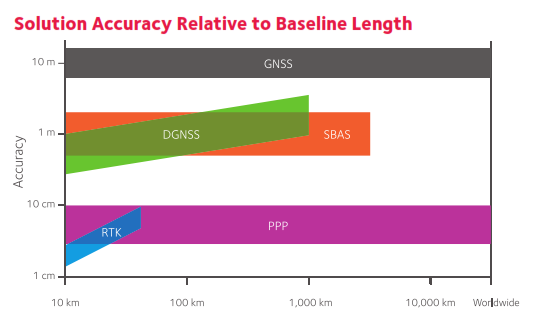 Solution Accuracy Relative to Baseline Length
10 m
GNSS
1 m
DGNSS
SBAS
Accuracy
10 cm
RTK
PPP
1 cm
10 km
100 km
1,000 km
10,000 km
Worldwide